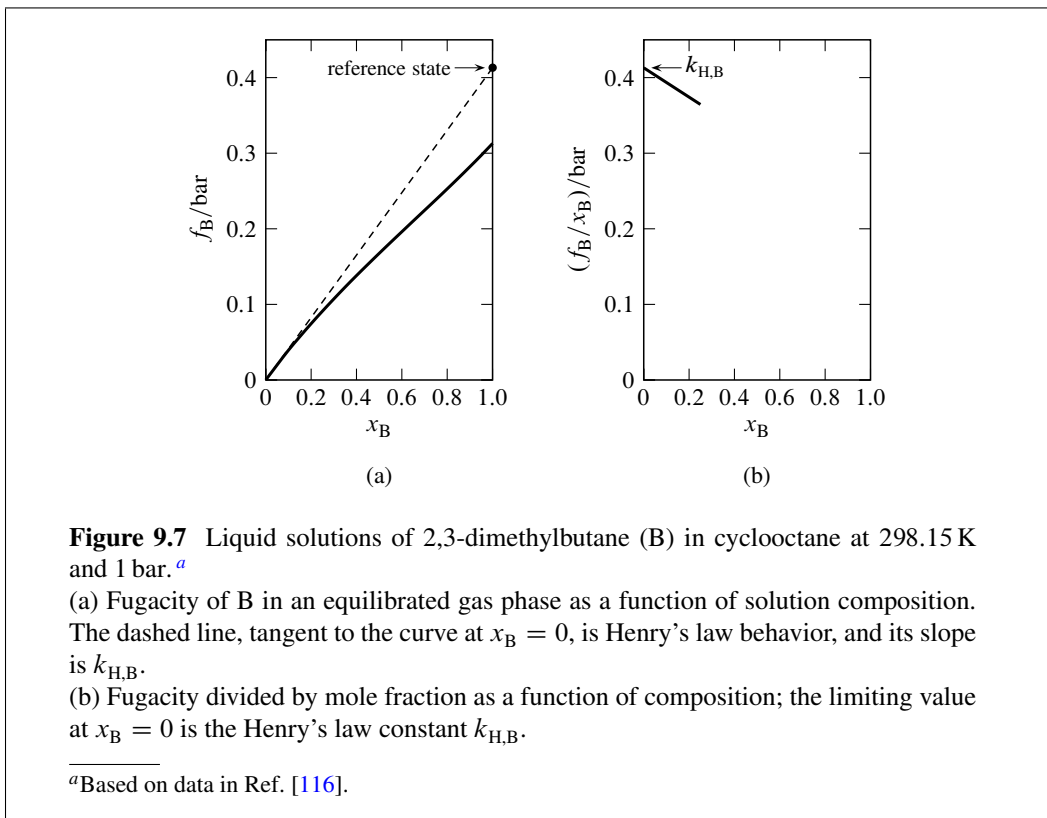 0.4
0.3
0.2
0.1
0
f_B/bar
reference state
0 0.2 0.4 0.6 0.8 1.0
x_B
(a)
0.4
0.3
0.2
0.1
0
(f_B/x_B)/bar
k_H,B
0 0.2 0.4 0.6 0.8 1.0
x_B
(b)
Figure 9.7 Liquid solutions of 2,3-dimethylbutane (B) in cyclooctane at 298.15 K
and 1 bar. a
(a) Fugacity of B in an equilibrated gas phase as a function of solution composition.
The dashed line, tangent to the curve at x_B = 0, is Henry’s law behavior, and its slope
is k_H,B.
(b) Fugacity divided by mole fraction as a function of composition; the limiting value
at x_B = 0 is the Henry’s law constant k_H,B.
aBased on data in Ref. [116].